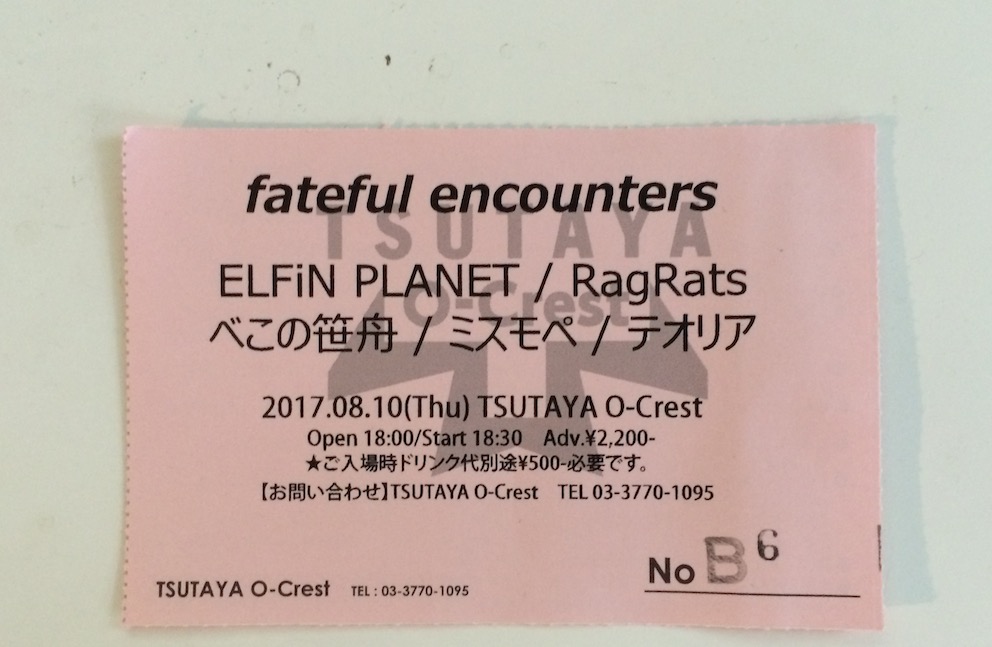 fateful encounters
TSUTAYA
O-Crest
ELFiN PLANET / RagRats
べこの笹舟 / ミスモペ / テオリア
2017.08.10(Thu) TSUTAYA O-Crest
Open 18:00/Start 18:30　Adv.¥2,200-
★ご入場時ドリンク代別途¥500-必要です。
【お問い合わせ】TSUTAYA O-Crest　TEL 03-3770-1095
No B 6
TSUTAYA O-Crest　TEL : 03-3770-1095